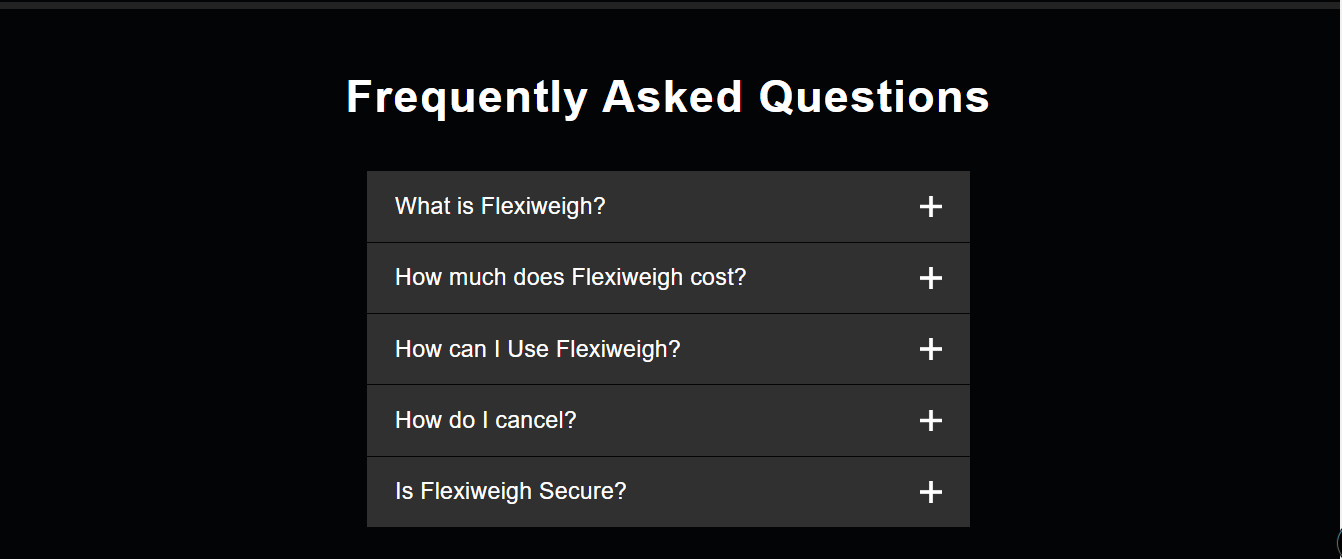 Frequently Asked Questions
What is Flexiweigh?
How much does Flexiweigh cost?
How can I Use Flexiweigh?
How do I cancel?
Is Flexiweigh Secure?